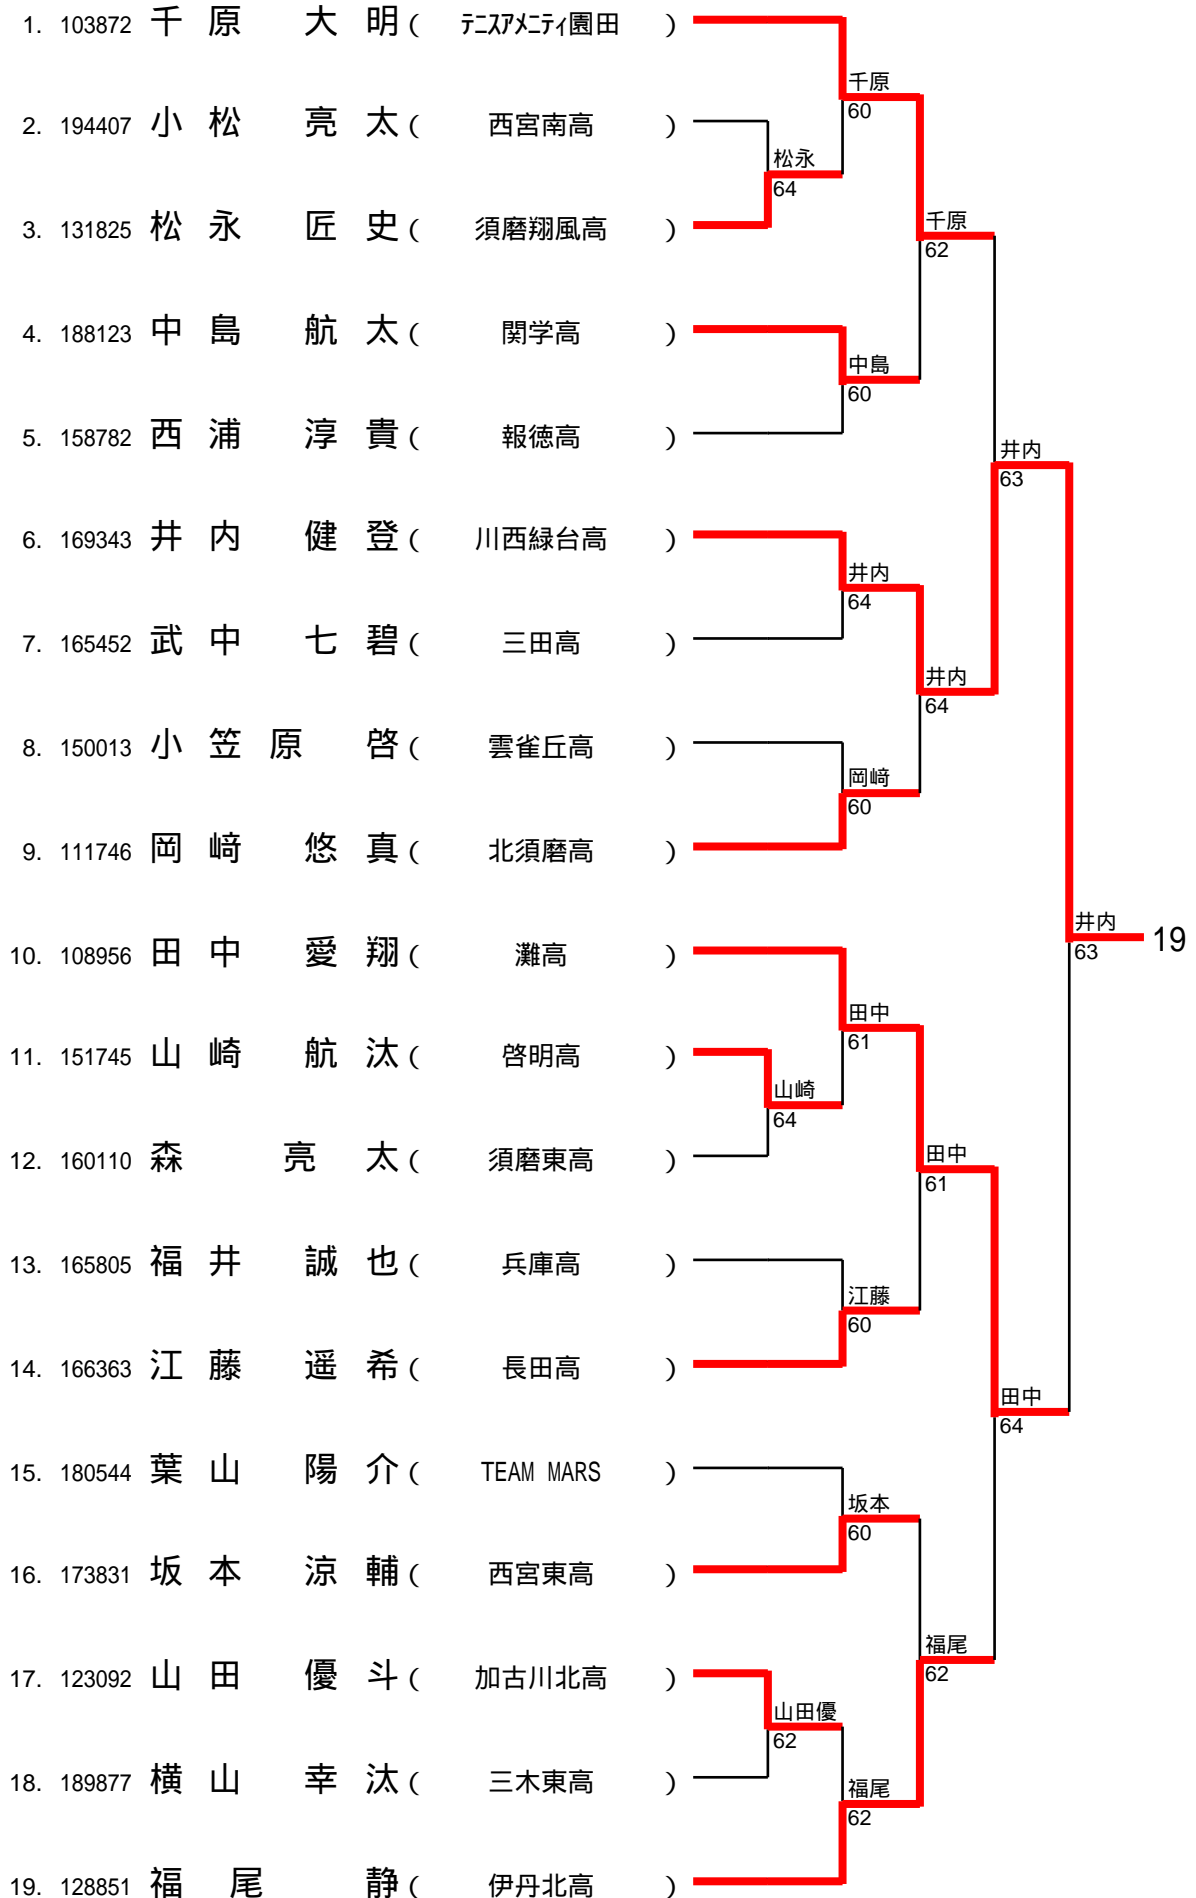 1. 103872 千原 大明 ( テニスアメニティ園田 )
千原
60
2. 194407 小松 亮太 ( 西宮南高 )
松永
64
3. 131825 松永 匠史 ( 須磨翔風高 )
千原
62
4. 188123 中島 航太 ( 関学高 )
中島
60
5. 158782 西浦 淳貴 ( 報徳高 )
井内
63
6. 169343 井内 健登 ( 川西緑台高 )
井内
64
7. 165452 武中 七碧 ( 三田高 )
井内
64
8. 150013 小笠原 啓 ( 雲雀丘高 )
岡﨑
60
9. 111746 岡﨑 悠真 ( 北須磨高 )
井内 19
63
10. 108956 田中 愛翔 ( 灘高 )
田中
61
11. 151745 山崎 航汰 ( 啓明高 )
山崎
64
12. 160110 森 亮太 ( 須磨東高 )
田中
61
13. 165805 福井 誠也 ( 兵庫高 )
江藤
60
14. 166363 江藤 遥希 ( 長田高 )
田中
64
15. 180544 葉山 陽介 ( TEAM MARS )
坂本
60
16. 173831 坂本 涼輔 ( 西宮東高 )
福尾
62
17. 123092 山田 優斗 ( 加古川北高 )
山田優
62
18. 189877 横山 幸汰 ( 三木東高 )
福尾
62
19. 128851 福尾 静 ( 伊丹北高 )